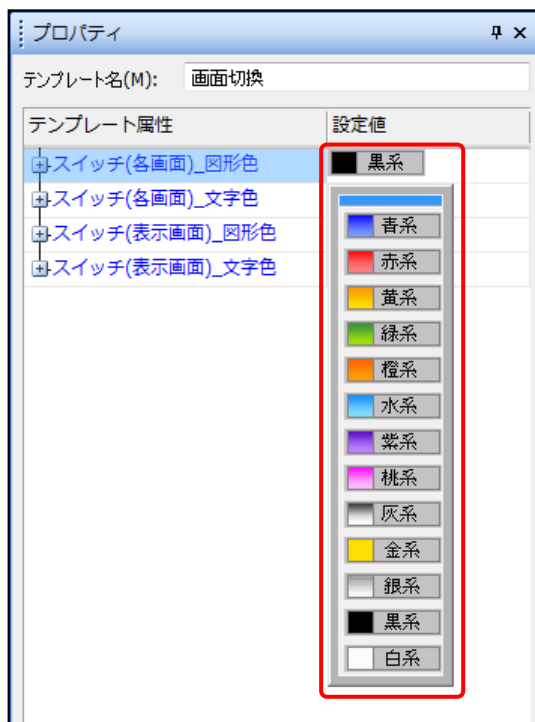 プロパティ
テンプレート名(M): 画面切換
テンプレート属性 設定値
スイッチ(各画面)_図形色 黒系
スイッチ(各画面)_文字色
スイッチ(表示画面)_図形色
スイッチ(表示画面)_文字色
青系
赤系
黄系
緑系
橙系
水系
紫系
桃系
灰系
金系
銀系
黒系
白系